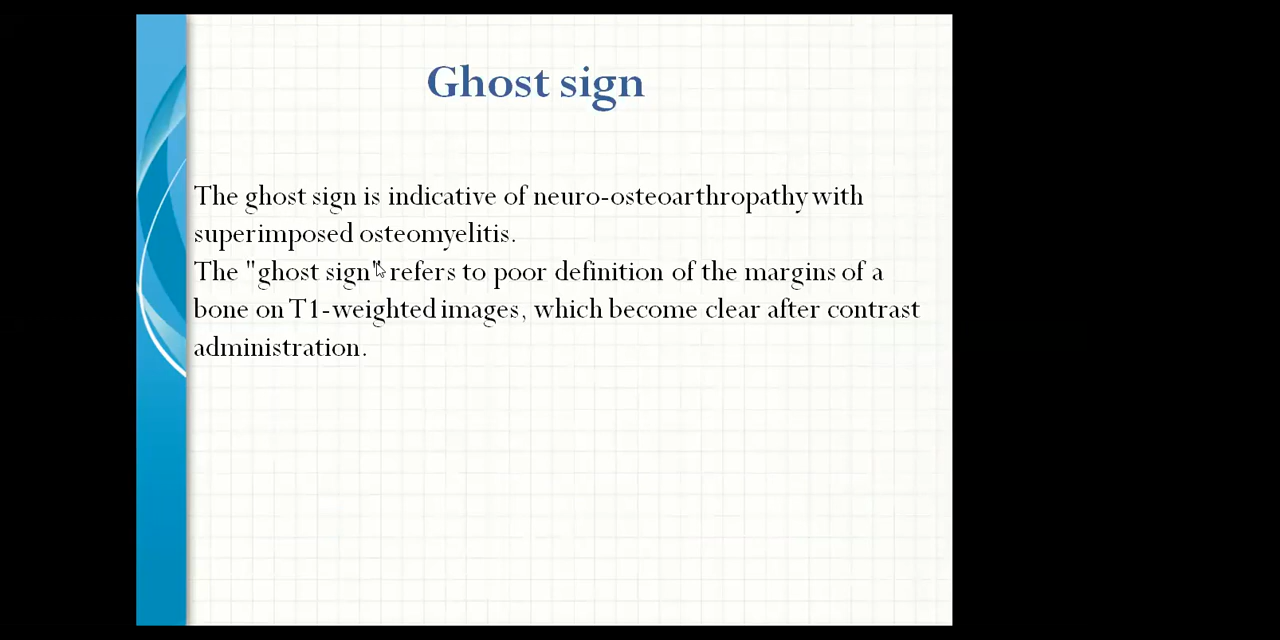 Ghost sign
The ghost sign is indicative of neuro-osteoarthropathy with
superimposed osteomyelitis.
The "ghost sign" refers to poor definition of the margins of a
bone on T1-weighted images, which become clear after contrast
administration.